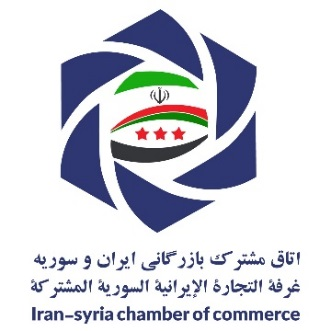 اتاق مشترک بازرگانی ایران و سوریه
غرفة التجارة الإيرانية السورية المشتركة
Iran-syria chamber of commerce